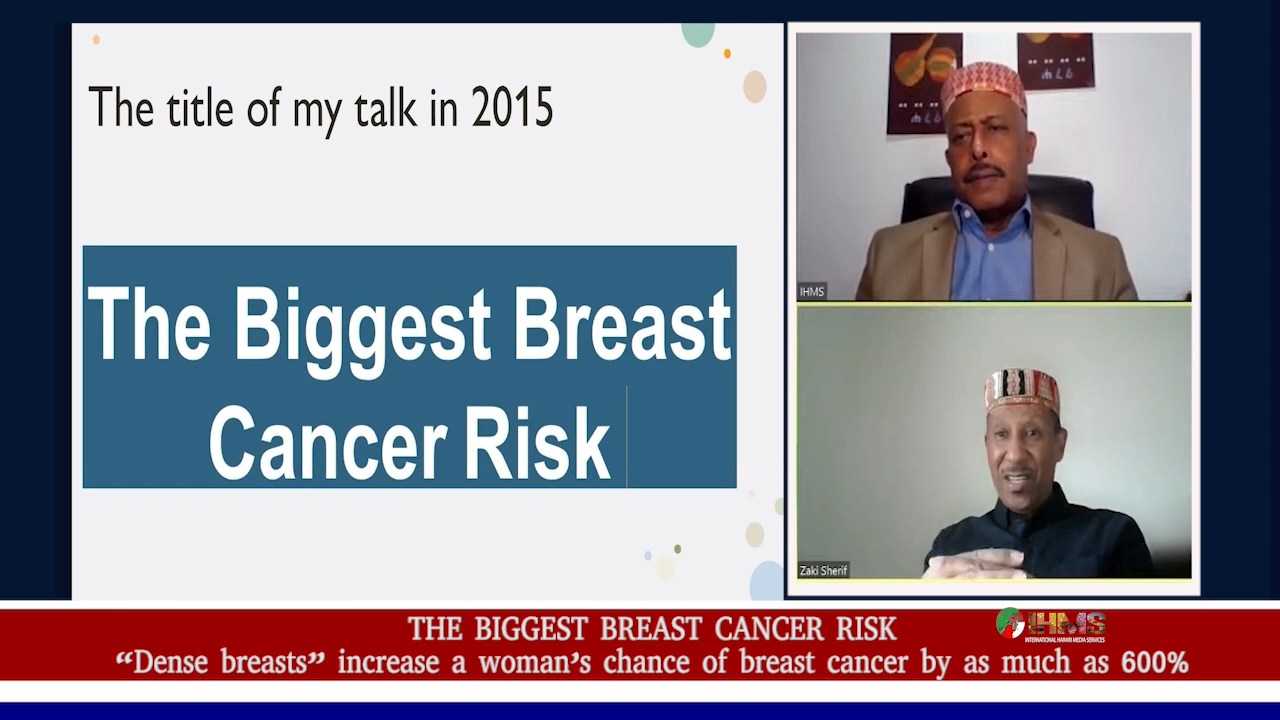 The title of my talk in 2015
The Biggest Breast
Cancer Risk
ሐረሪ
IHMS
Zaki Sherif
THE BIGGEST BREAST CANCER RISK
IHMS
INTERNATIONAL HARARI MEDIA SERVICES
“Dense breasts” increase a woman’s chance of breast cancer by as much as 600%